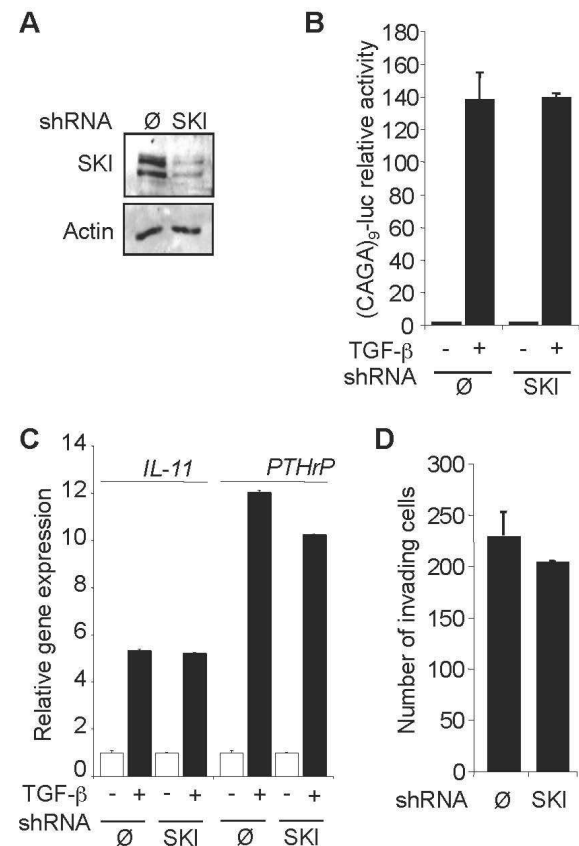 A
shRNA Ø SKI
SKI
Actin
B
(CAGA)9-luc relative activity
180
160
140
120
100
80
60
40
20
0
TGF-β - + - +
shRNA Ø SKI
C
Relative gene expression
14
12
10
8
6
4
2
0
IL-11 PTHrP
TGF-β - + - + - + - +
shRNA Ø SKI Ø SKI
D
Number of invading cells
300
250
200
150
100
50
0
shRNA Ø SKI